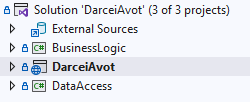 Solution 'DarceiAvot' (3 of 3 projects)
External Sources
C# BusinessLogic
DarceiAvot
C# DataAccess